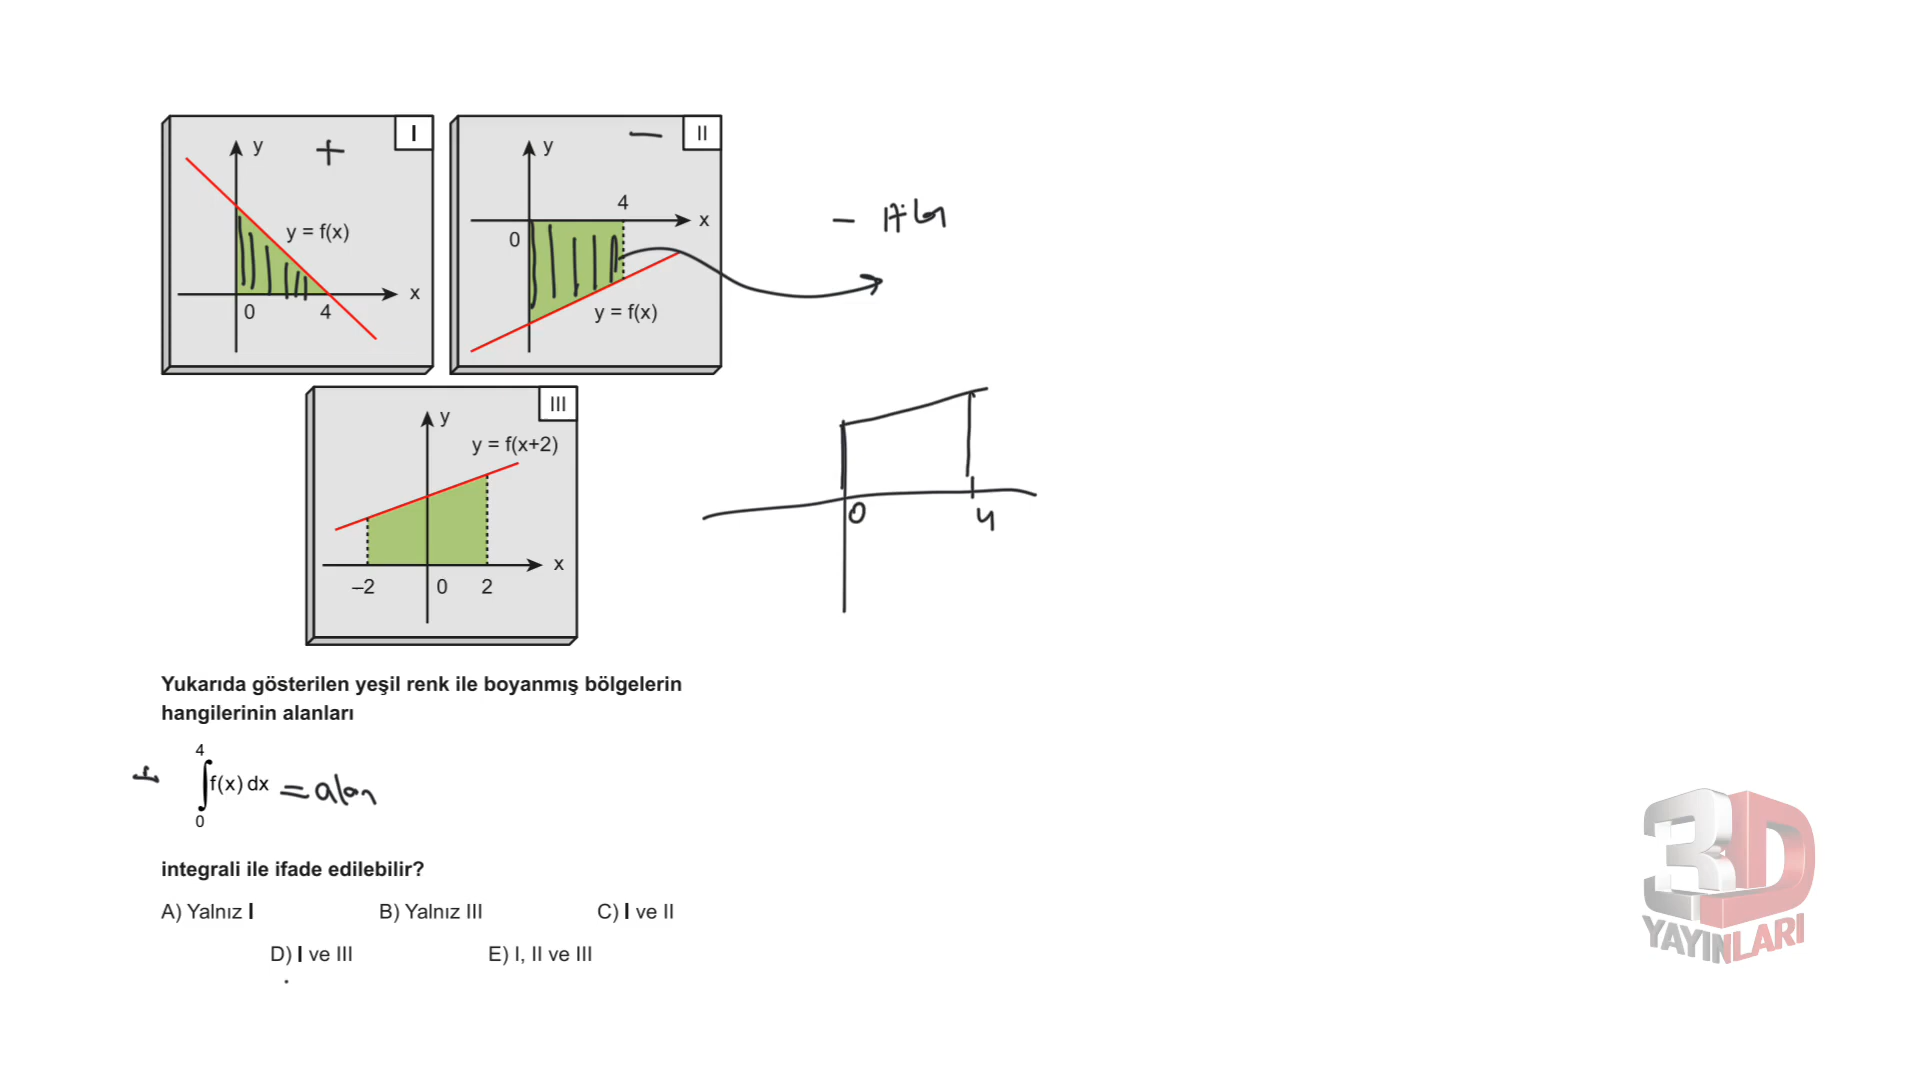 I
y
+
y = f(x)
x
0
4
II
y
−
4
x
0
y = f(x)
III
y
y = f(x+2)
x
–2
0
2
0
4
Yukarıda gösterilen yeşil renk ile boyanmış bölgelerin
hangilerinin alanları
4
∫ f(x) dx = alan
0
integrali ile ifade edilebilir?
A) Yalnız I B) Yalnız III C) I ve II
D) I ve III E) I, II ve III
3D
YAYINLARI